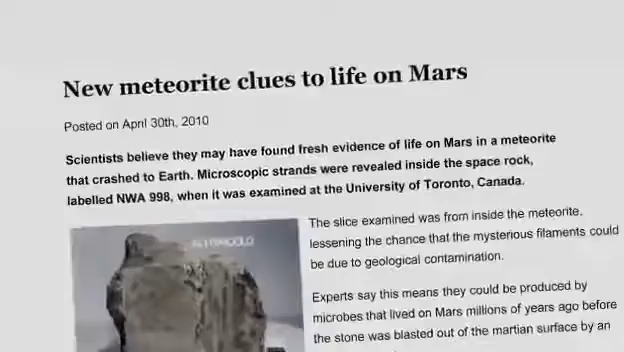 New meteorite clues to life on Mars
Posted on April 30th, 2010
Scientists believe they may have found fresh evidence of life on Mars in a meteorite
that crashed to Earth. Microscopic strands were revealed inside the space rock,
labelled NWA 998, when it was examined at the University of Toronto, Canada.
The slice examined was from inside the meteorite,
lessening the chance that the mysterious filaments could
be due to geological contamination.
Experts say this means they could be produced by
microbes that lived on Mars millions of years ago before
the stone was blasted out of the martian surface by an